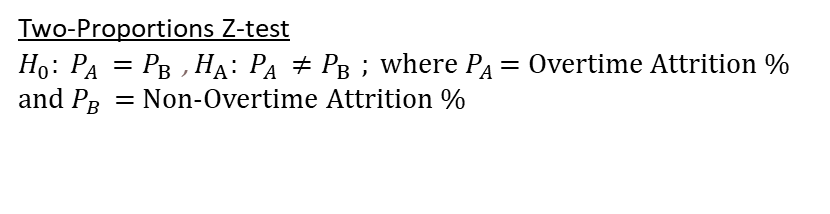 Two-Proportions Z-test
H₀: P_A = P_B , H_A: P_A ≠ P_B ; where P_A = Overtime Attrition %
and P_B = Non-Overtime Attrition %